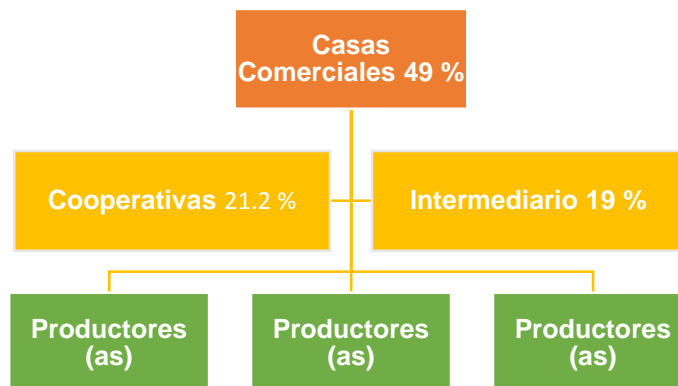 Casas
Comerciales 49 %
Cooperativas 21.2 %
Intermediario 19 %
Productores
(as)
Productores
(as)
Productores
(as)